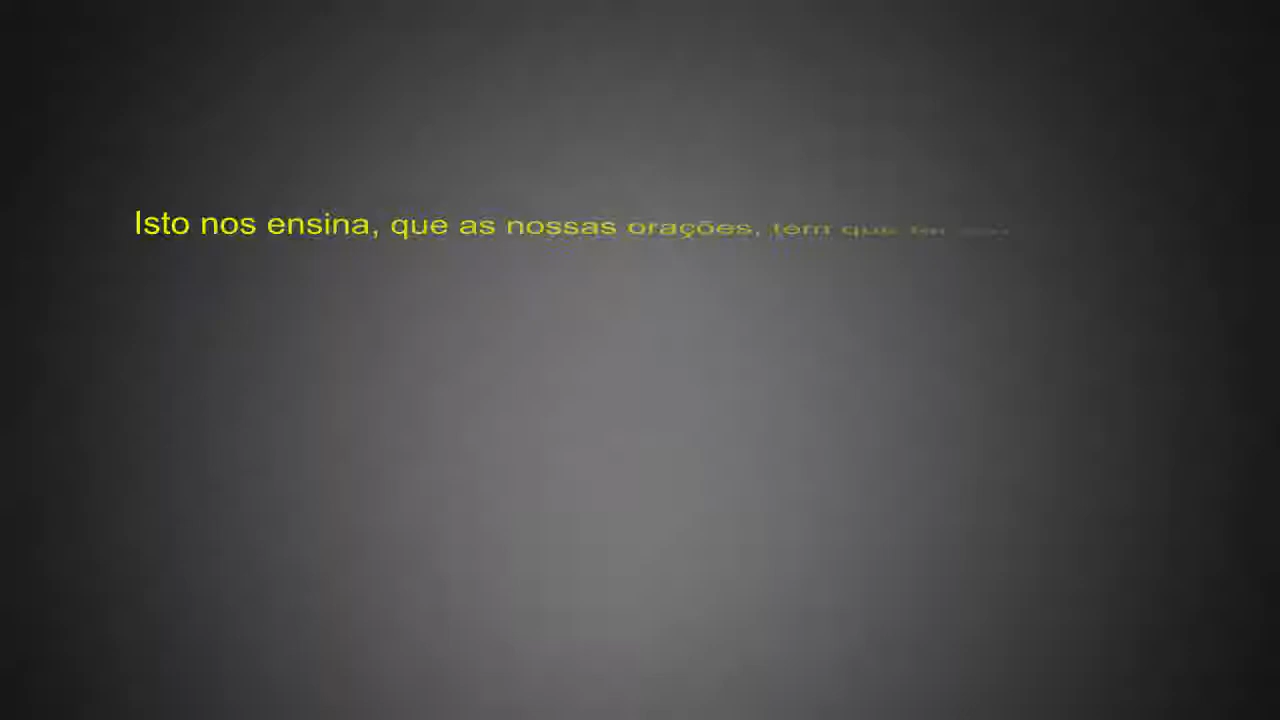 Isto nos ensina, que as nossas orações, tem que